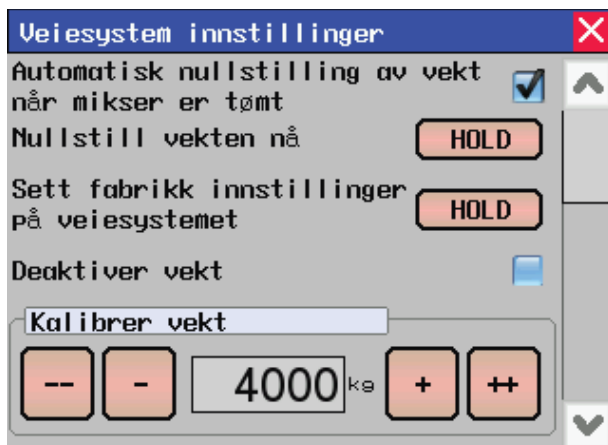 Veiesystem innstillinger
Automatisk nullstilling av vekt
når mikser er tømt
Nullstill vekten nå
HOLD
Sett fabrikk innstillinger
på veiesystemet
HOLD
Deaktiver vekt
Kalibrer vekt
-- - 4000 kg + ++